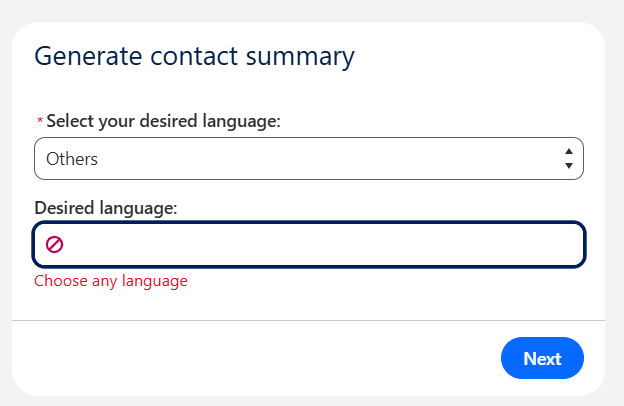 Generate contact summary
* Select your desired language:
Others
Desired language:
Choose any language
Next